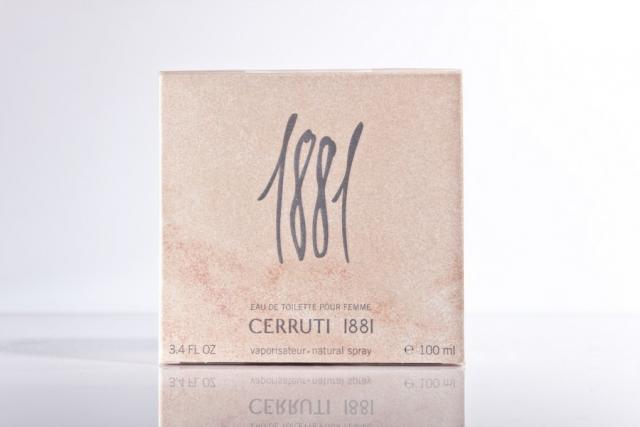 1881
EAU DE TOILETTE POUR FEMME
CERRUTI 1881
3.4 FL OZ vaporisateur • natural spray ℮ 100 ml